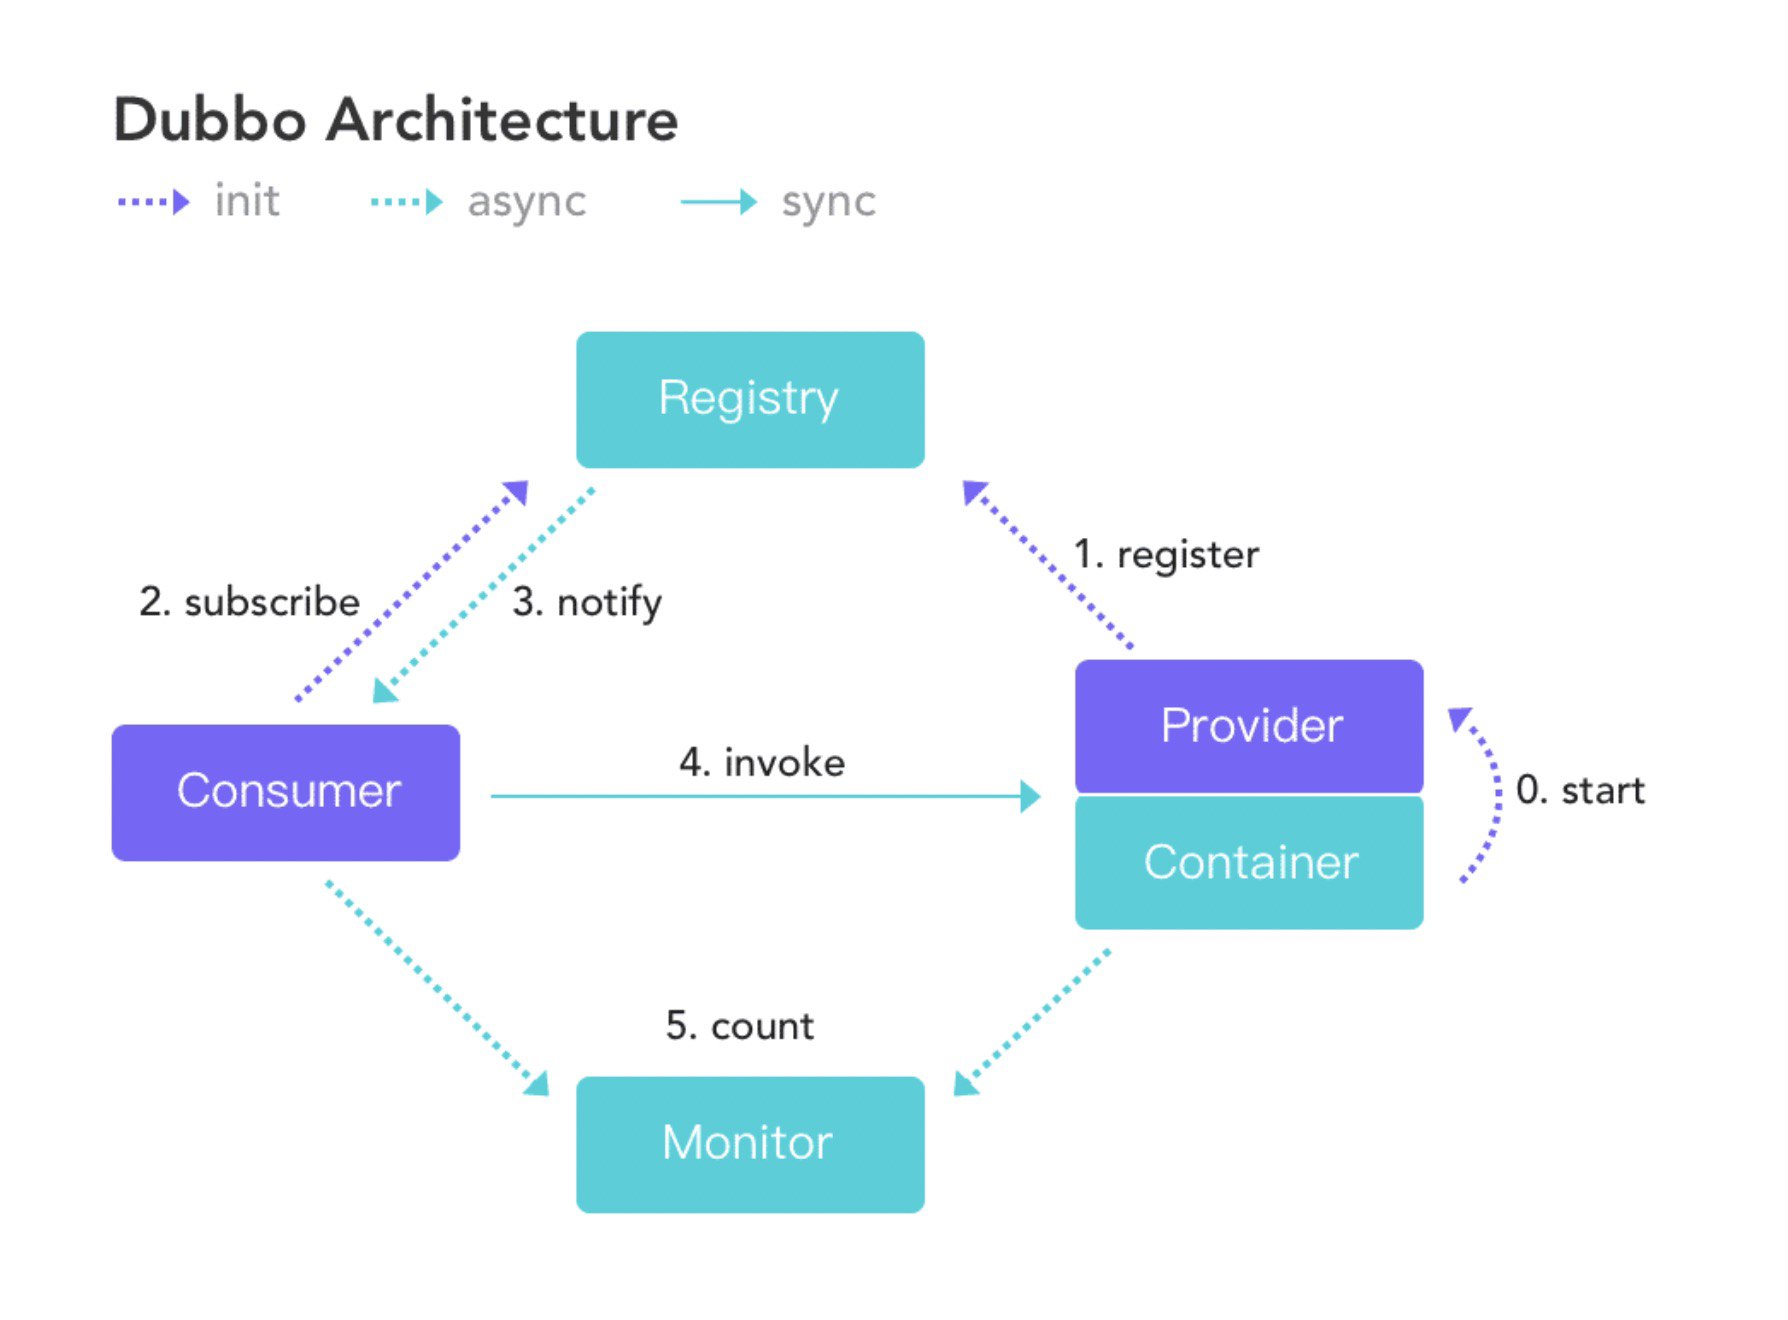 Dubbo Architecture
init async sync
Registry
1. register
2. subscribe
3. notify
Provider
4. invoke
Consumer
0. start
Container
5. count
Monitor